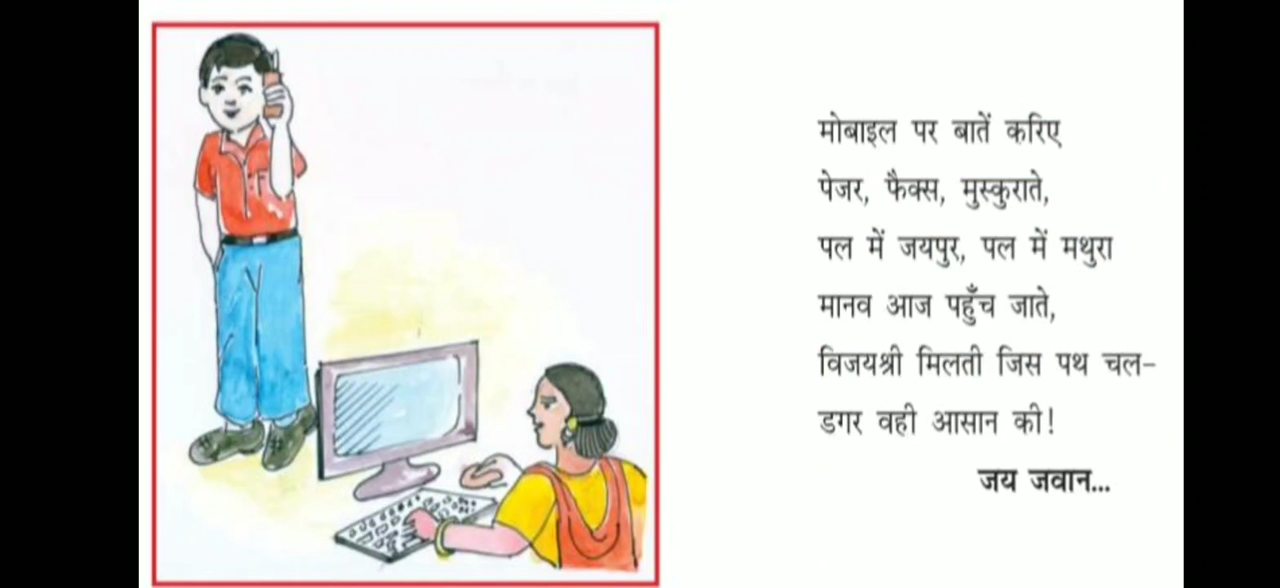 मोबाइल पर बातें करिए
पेजर, फैक्स, मुस्कुराते,
पल में जयपुर, पल में मथुरा
मानव आज पहुँच जाते,
विजयश्री मिलती जिस पथ चल-
डगर वही आसान की!
जय जवान...